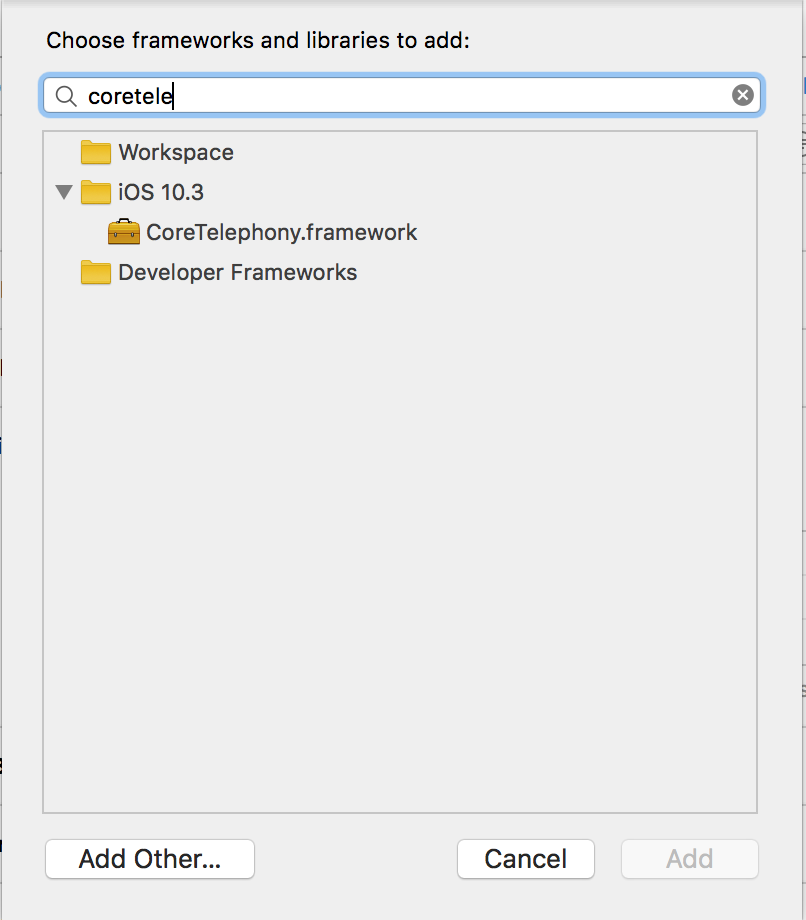 Choose frameworks and libraries to add:
coretele
Workspace
iOS 10.3
CoreTelephony.framework
Developer Frameworks
Add Other...
Cancel
Add